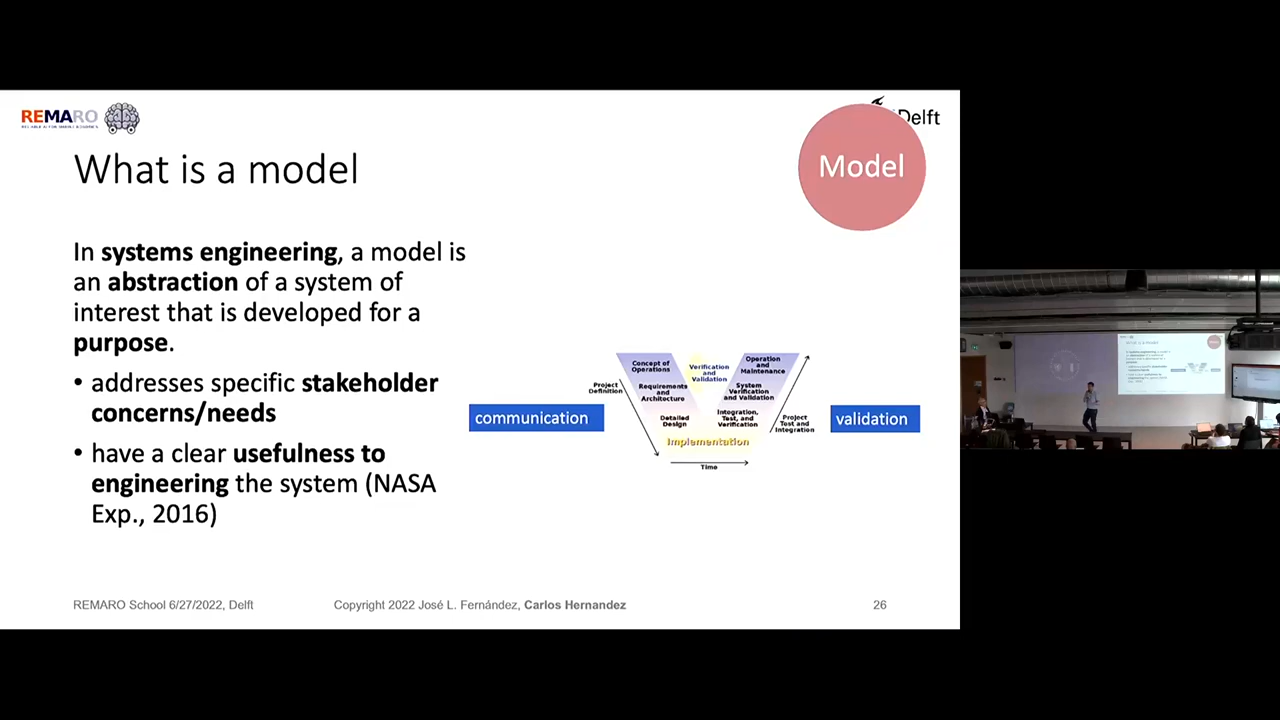 REMARO
Delft
Model
What is a model
In systems engineering, a model is
an abstraction of a system of
interest that is developed for a
purpose.
• addresses specific stakeholder
concerns/needs
• have a clear usefulness to
engineering the system (NASA
Exp., 2016)
communication
Project
Definition
Concept of
Operations
Requirements
and
Architecture
Detailed
Design
Verification
and
Validation
Implementation
Operation
and
Maintenance
System
Verification
and Validation
Integration,
Test, and
Verification
Project
Test and
Integration
Time
validation
REMARO School 6/27/2022, Delft
Copyright 2022 José L. Fernández, Carlos Hernandez
26